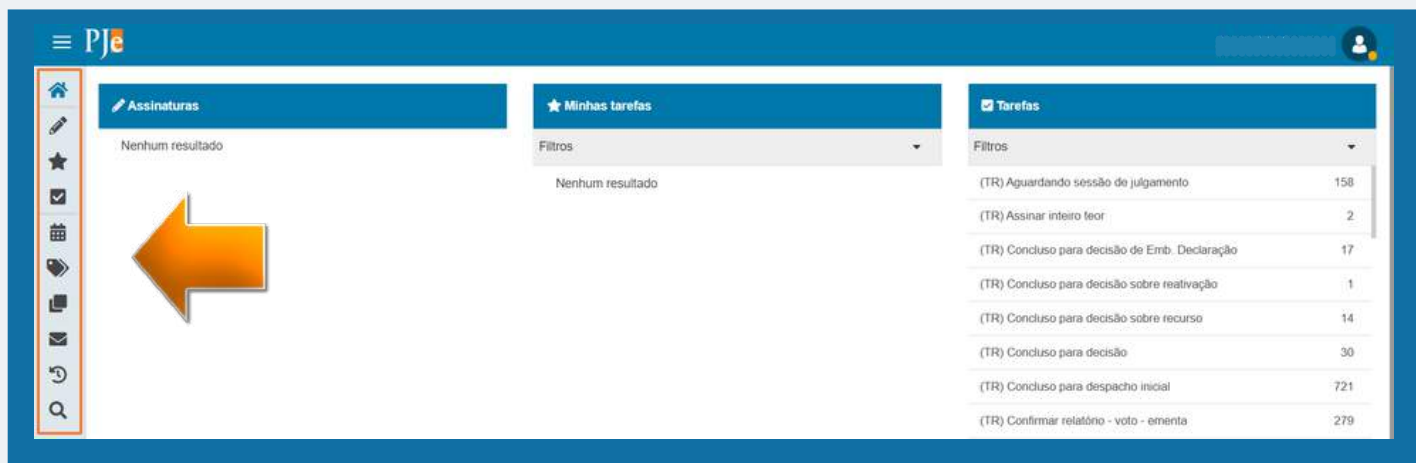 PJe
Assinaturas
Nenhum resultado
Minhas tarefas
Filtros
Nenhum resultado
Tarefas
Filtros
(TR) Aguardando sessão de julgamento 158
(TR) Assinar inteiro teor 2
(TR) Concluso para decisão de Emb. Declaração 17
(TR) Concluso para decisão sobre reativação 1
(TR) Concluso para decisão sobre recurso 14
(TR) Concluso para decisão 30
(TR) Concluso para despacho inicial 721
(TR) Confirmar relatório - voto - ementa 279